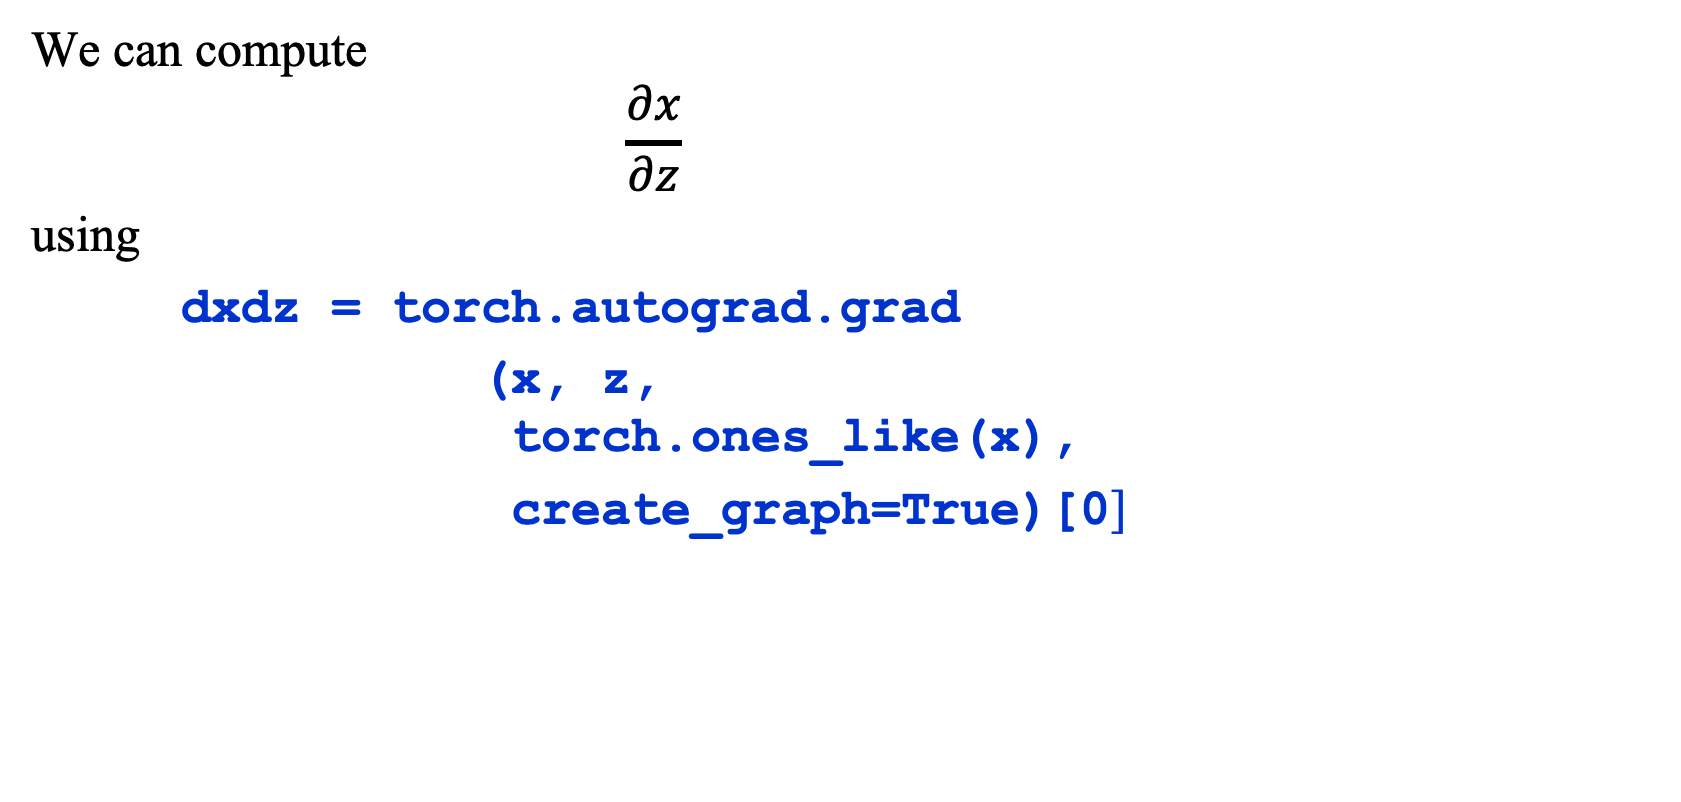 We can compute
∂x
∂z
using
dxdz = torch.autograd.grad
(x, z,
torch.ones_like(x),
create_graph=True)[0]